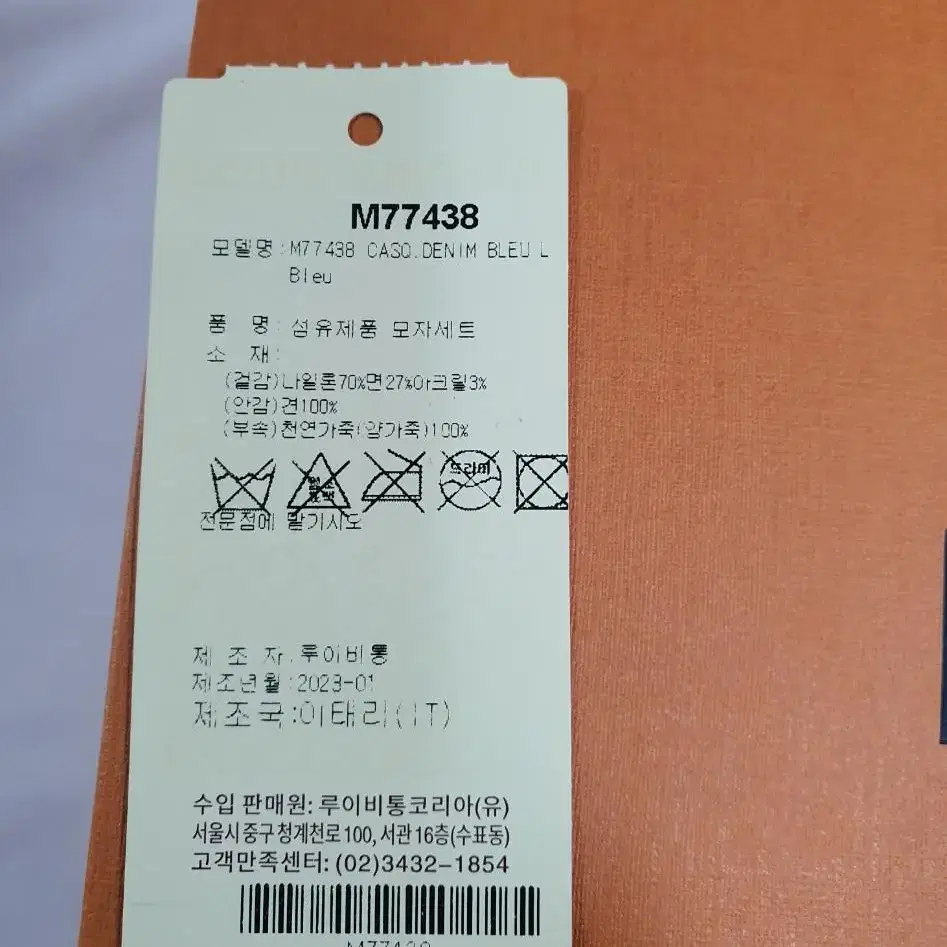 M77438
모델명:M77438 CASQ.DENIM BLEU L
Bleu
품 명: 섬유제품 모자세트
소 재:
(겉감)나일론70%면27%아크릴3%
(안감)견100%
(부속)천연가죽(양가죽)100%
드라이
전문점에 맡기시오
제 조 자:루이비통
제조년월:2023-01
제조국:이태리(IT)
수입 판매원: 루이비통코리아(유)
서울시 중구 청계천로 100, 서관 16층(수표동)
고객만족센터: (02)3432-1854
M77438